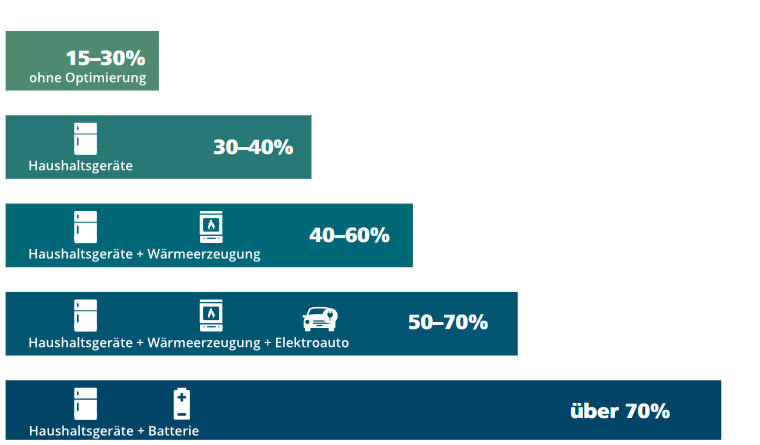 15–30%
ohne Optimierung
30–40%
Haushaltsgeräte
40–60%
Haushaltsgeräte + Wärmeerzeugung
50–70%
Haushaltsgeräte + Wärmeerzeugung + Elektroauto
über 70%
Haushaltsgeräte + Batterie